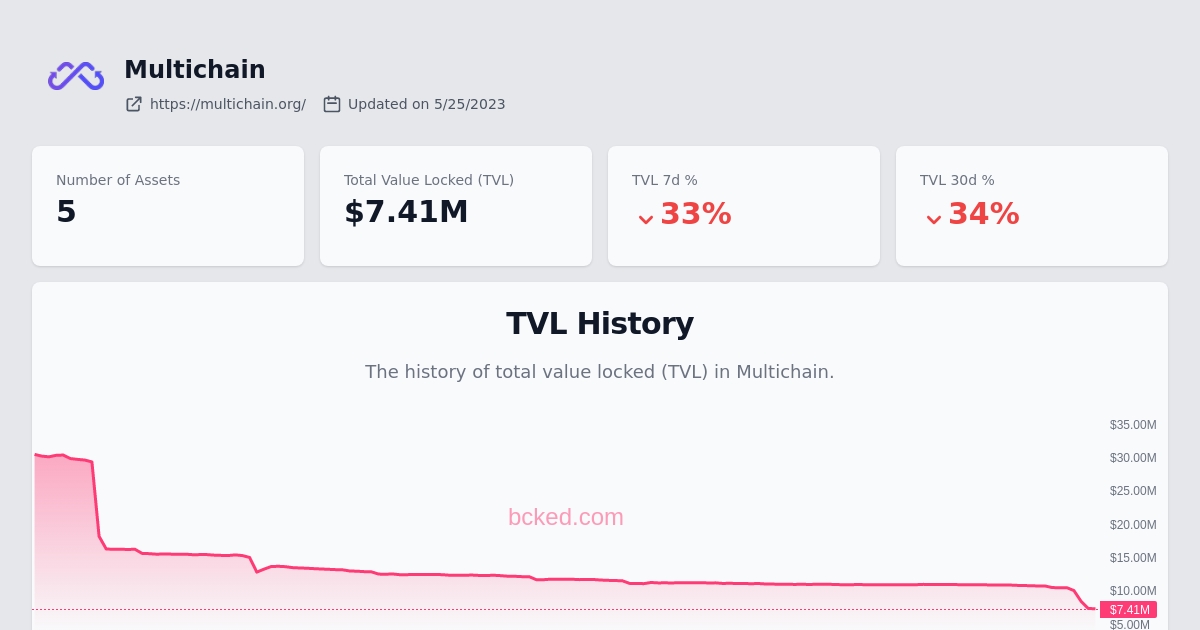 Multichain
https://multichain.org/ Updated on 5/25/2023
Number of Assets
5
Total Value Locked (TVL)
$7.41M
TVL 7d %
33%
TVL 30d %
34%
TVL History
The history of total value locked (TVL) in Multichain.
$35.00M
$30.00M
$25.00M
bcked.com
$20.00M
$15.00M
$10.00M
$7.41M
$5.00M